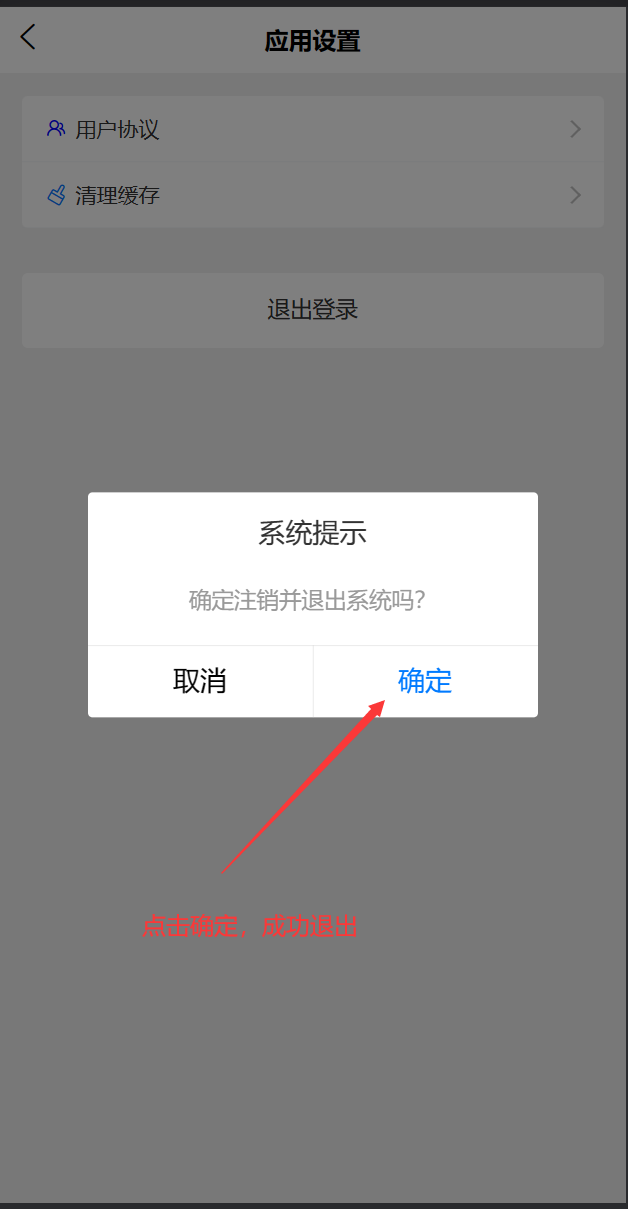 应用设置
用户协议
清理缓存
退出登录
系统提示
确定注销并退出系统吗?
取消
确定
点击确定，成功退出